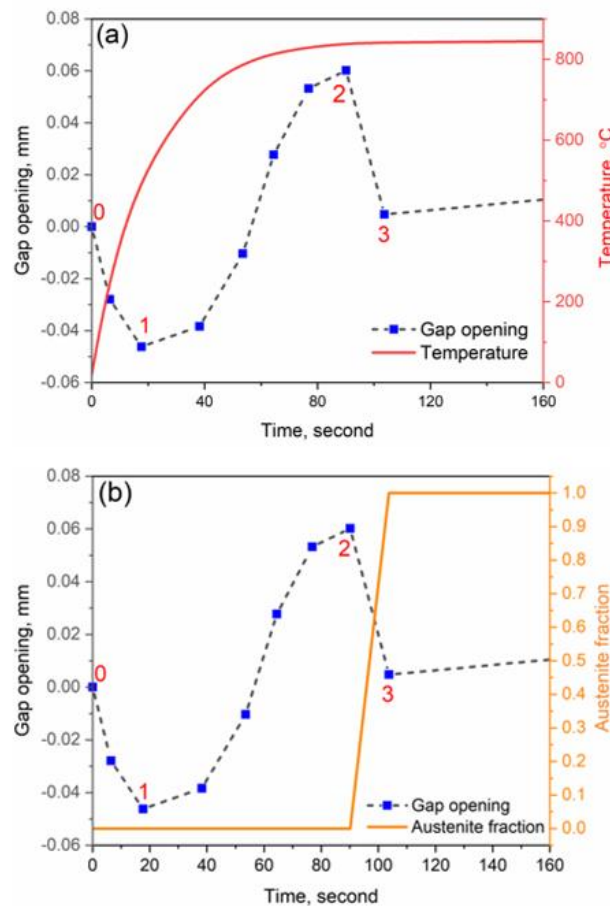 (a)
0.08
0.06
0.04
0.02
0.00
-0.02
-0.04
-0.06
Gap opening, mm
0
1
2
3
Gap opening
Temperature
800
600
400
200
0
Temperature, °C
0 40 80 120 160
Time, second
(b)
0.08
0.06
0.04
0.02
0.00
-0.02
-0.04
-0.06
Gap opening, mm
0
1
2
3
Gap opening
Austenite fraction
1.0
0.9
0.8
0.7
0.6
0.5
0.4
0.3
0.2
0.1
0.0
Austenite fraction
0 20 40 60 80 100 120 140 160
Time, second